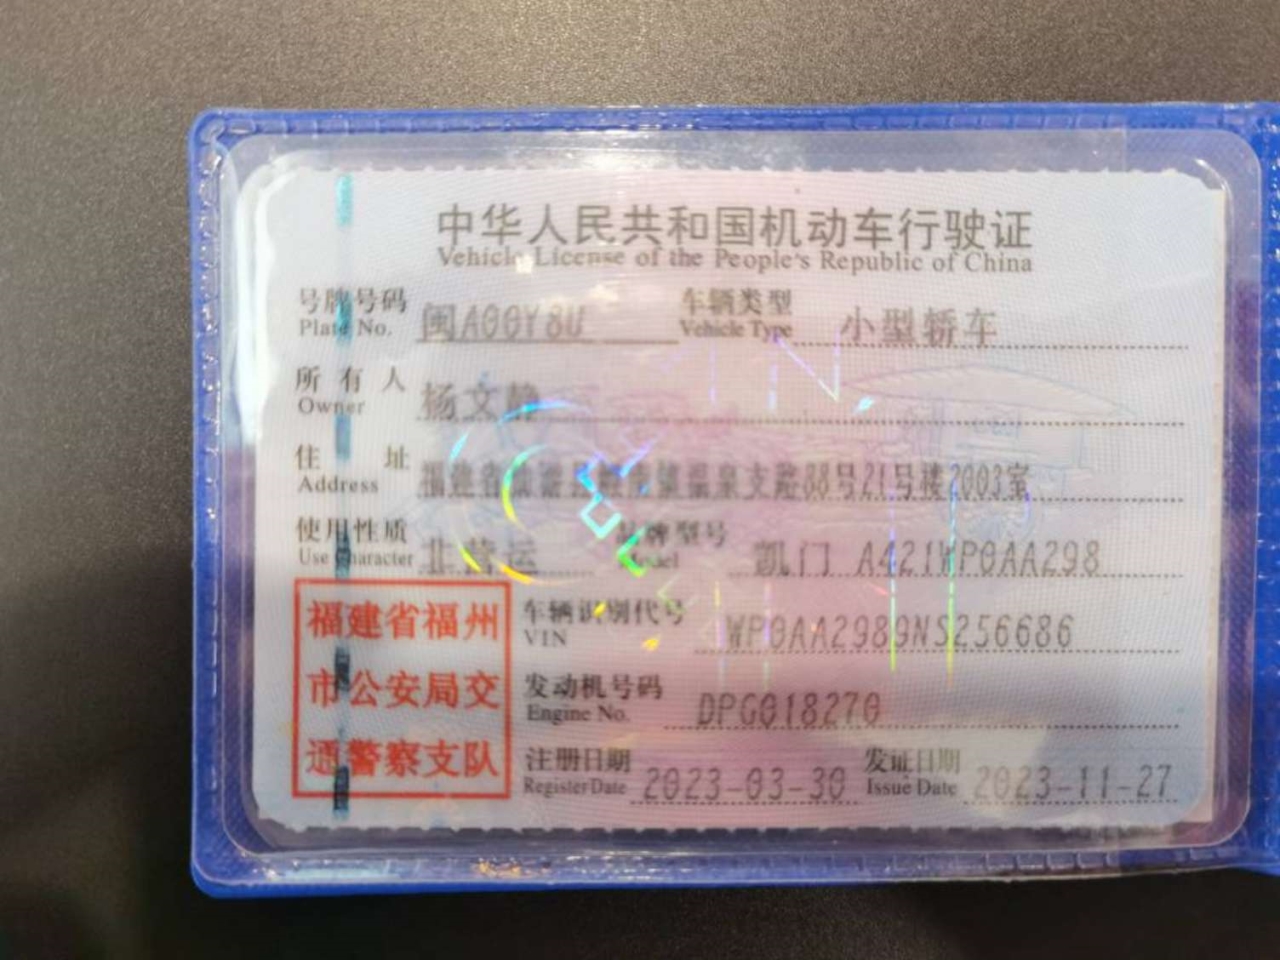 中华人民共和国机动车行驶证
Vehicle License of the People's Republic of China
号牌号码 闽A00Y8U 车辆类型 小型轿车
Plate No. Vehicle Type
所有人 杨文静
Owner
住址 福建省 支路88号21号楼2003室
Address
使用性质 非营运 品牌型号 凯门 A421WP0AA298
Use Character Model
福建省福州
市公安局交
通警察支队
车辆识别代号 WP0AA2989NS256686
VIN
发动机号码 DPG018270
Engine No.
注册日期 2023-03-30 发证日期 2023-11-27
Register Date Issue Date